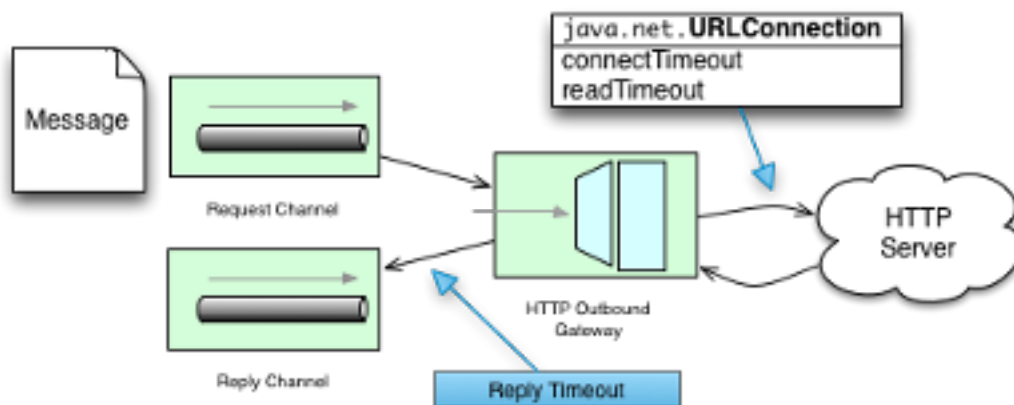 java.net.URLConnection
connectTimeout
readTimeout
Message
Request Channel
HTTP
Server
HTTP Outbound
Gateway
Reply Channel
Reply Timeout